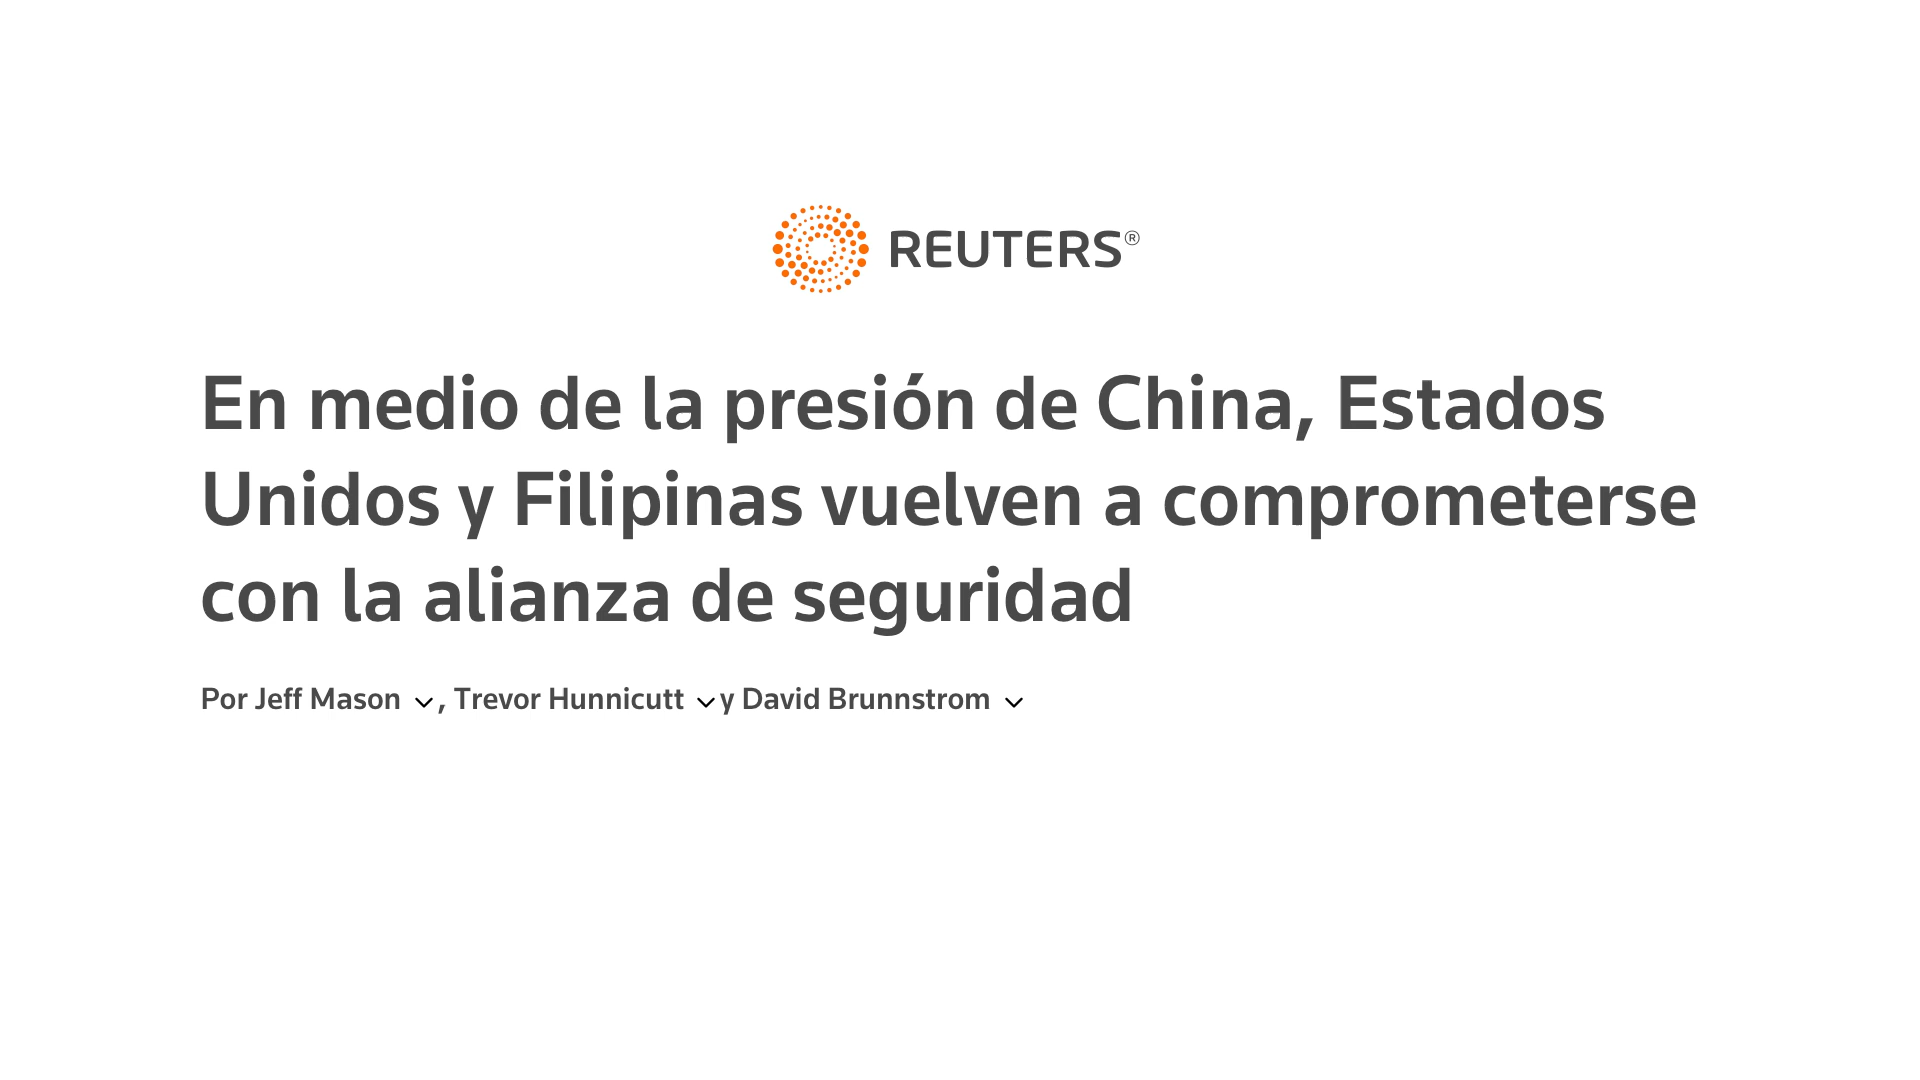 REUTERS®
En medio de la presión de China, Estados
Unidos y Filipinas vuelven a comprometerse
con la alianza de seguridad
Por Jeff Mason , Trevor Hunnicutt y David Brunnstrom